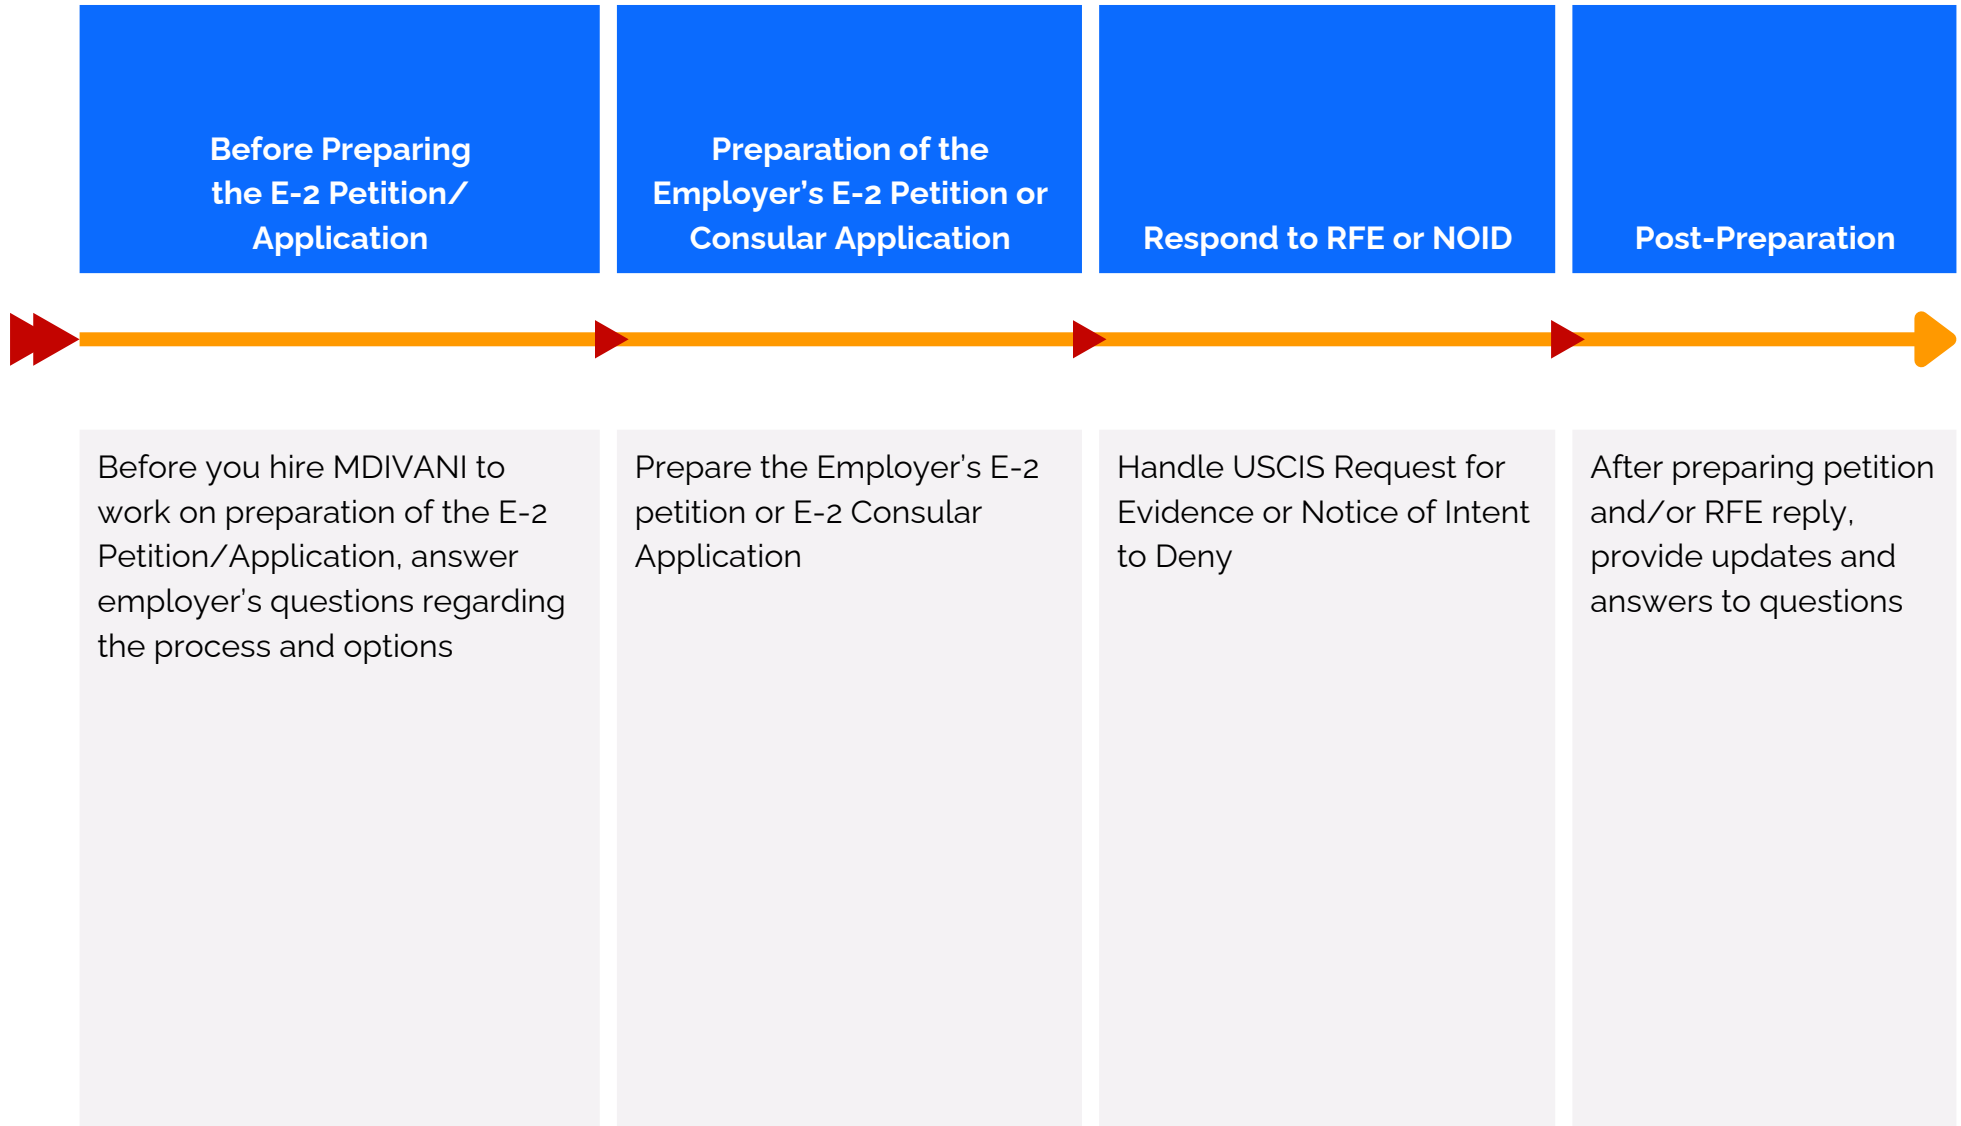 Before Preparing
the E-2 Petition/
Application
Preparation of the
Employer’s E-2 Petition or
Consular Application
Respond to RFE or NOID
Post-Preparation
Before you hire MDIVANI to
work on preparation of the E-2
Petition/Application, answer
employer’s questions regarding
the process and options
Prepare the Employer’s E-2
petition or E-2 Consular
Application
Handle USCIS Request for
Evidence or Notice of Intent
to Deny
After preparing petition
and/or RFE reply,
provide updates and
answers to questions